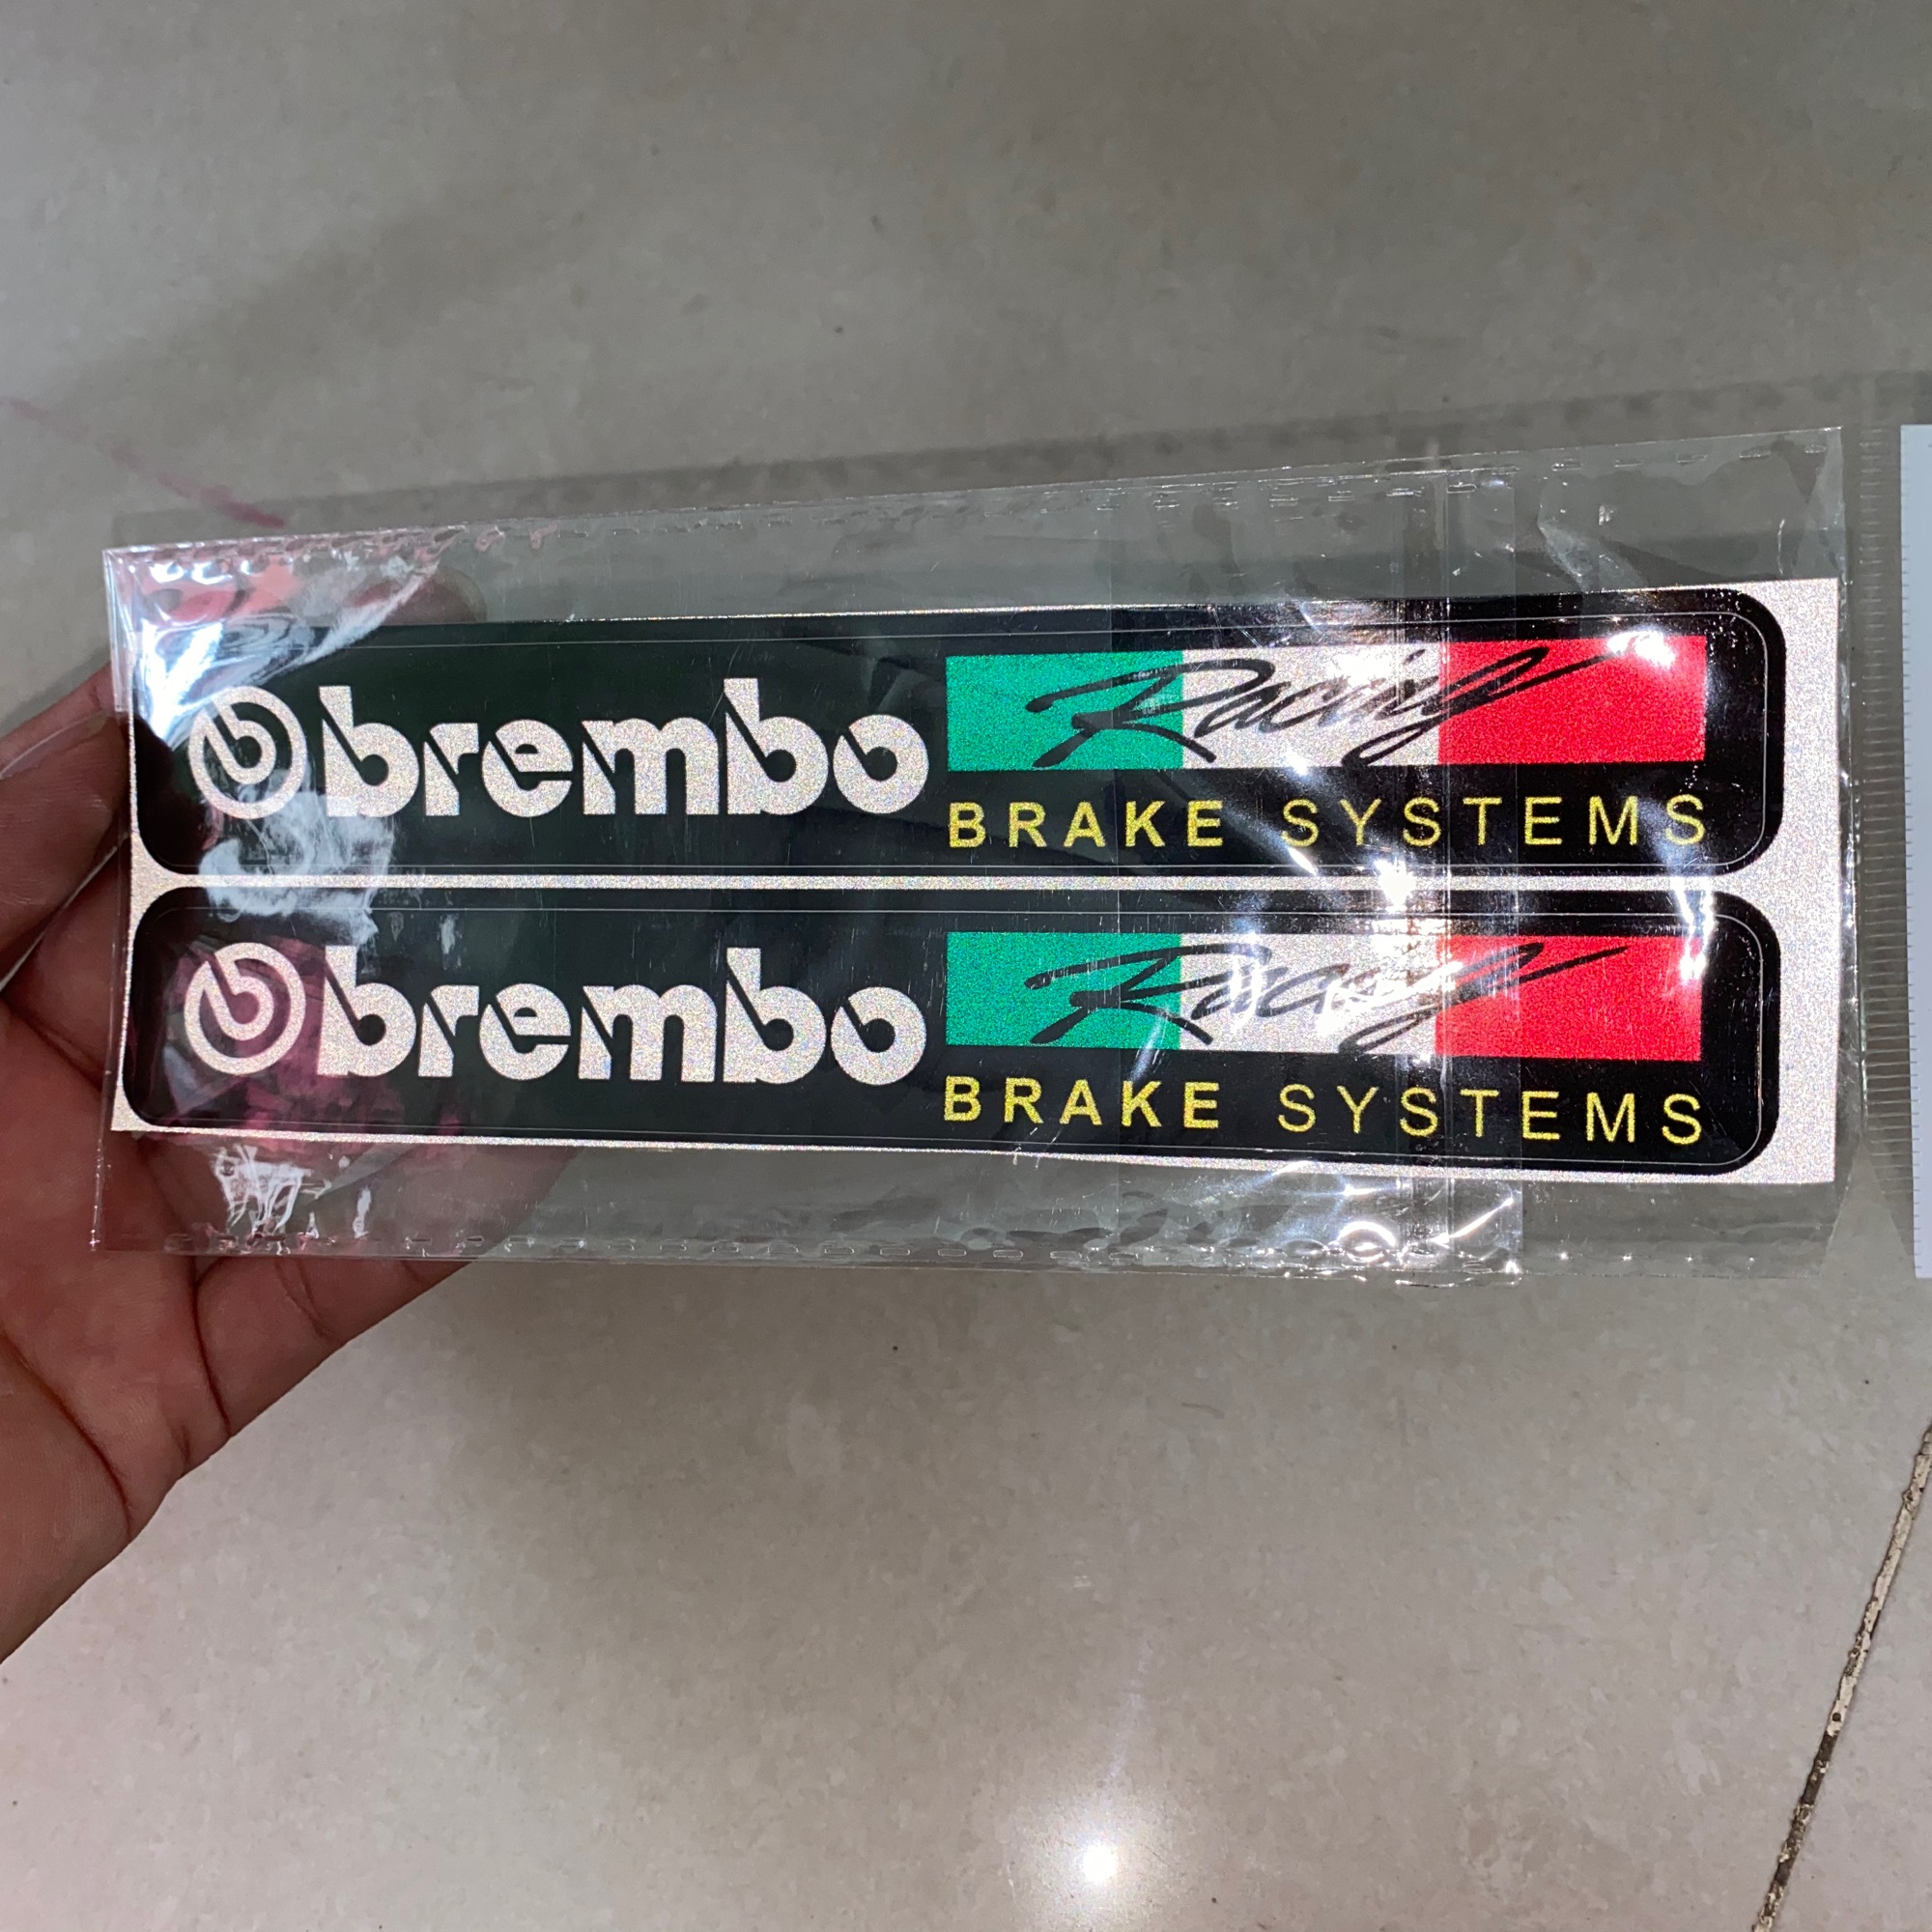 brembo
Racing
BRAKE SYSTEMS
brembo
Racing
BRAKE SYSTEMS